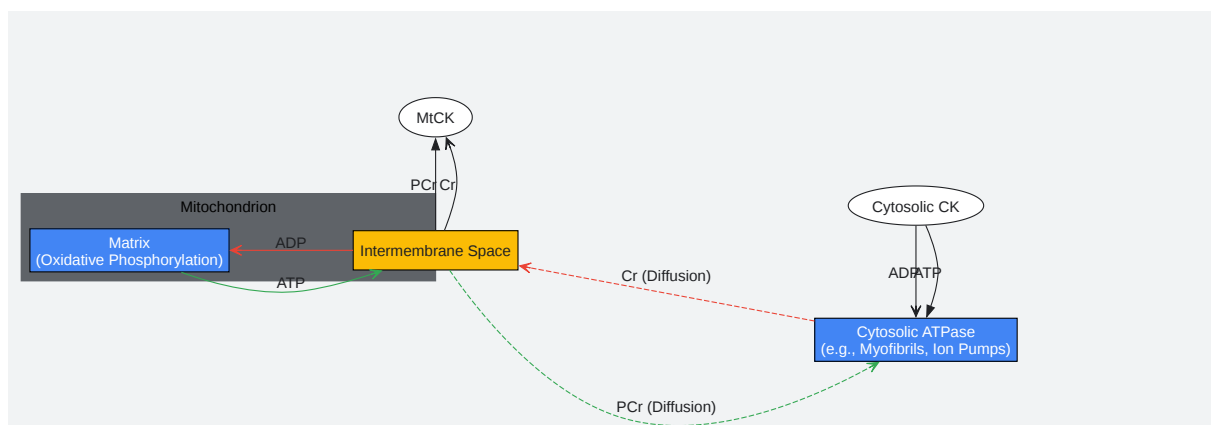 MtCK
PCr Cr
Mitochondrion
Cytosolic CK
Matrix
(Oxidative Phosphorylation)
ADP
Intermembrane Space
ATP
ADP
ATP
Cr (Diffusion)
Cytosolic ATPase
(e.g., Myofibrils, Ion Pumps)
PCr (Diffusion)